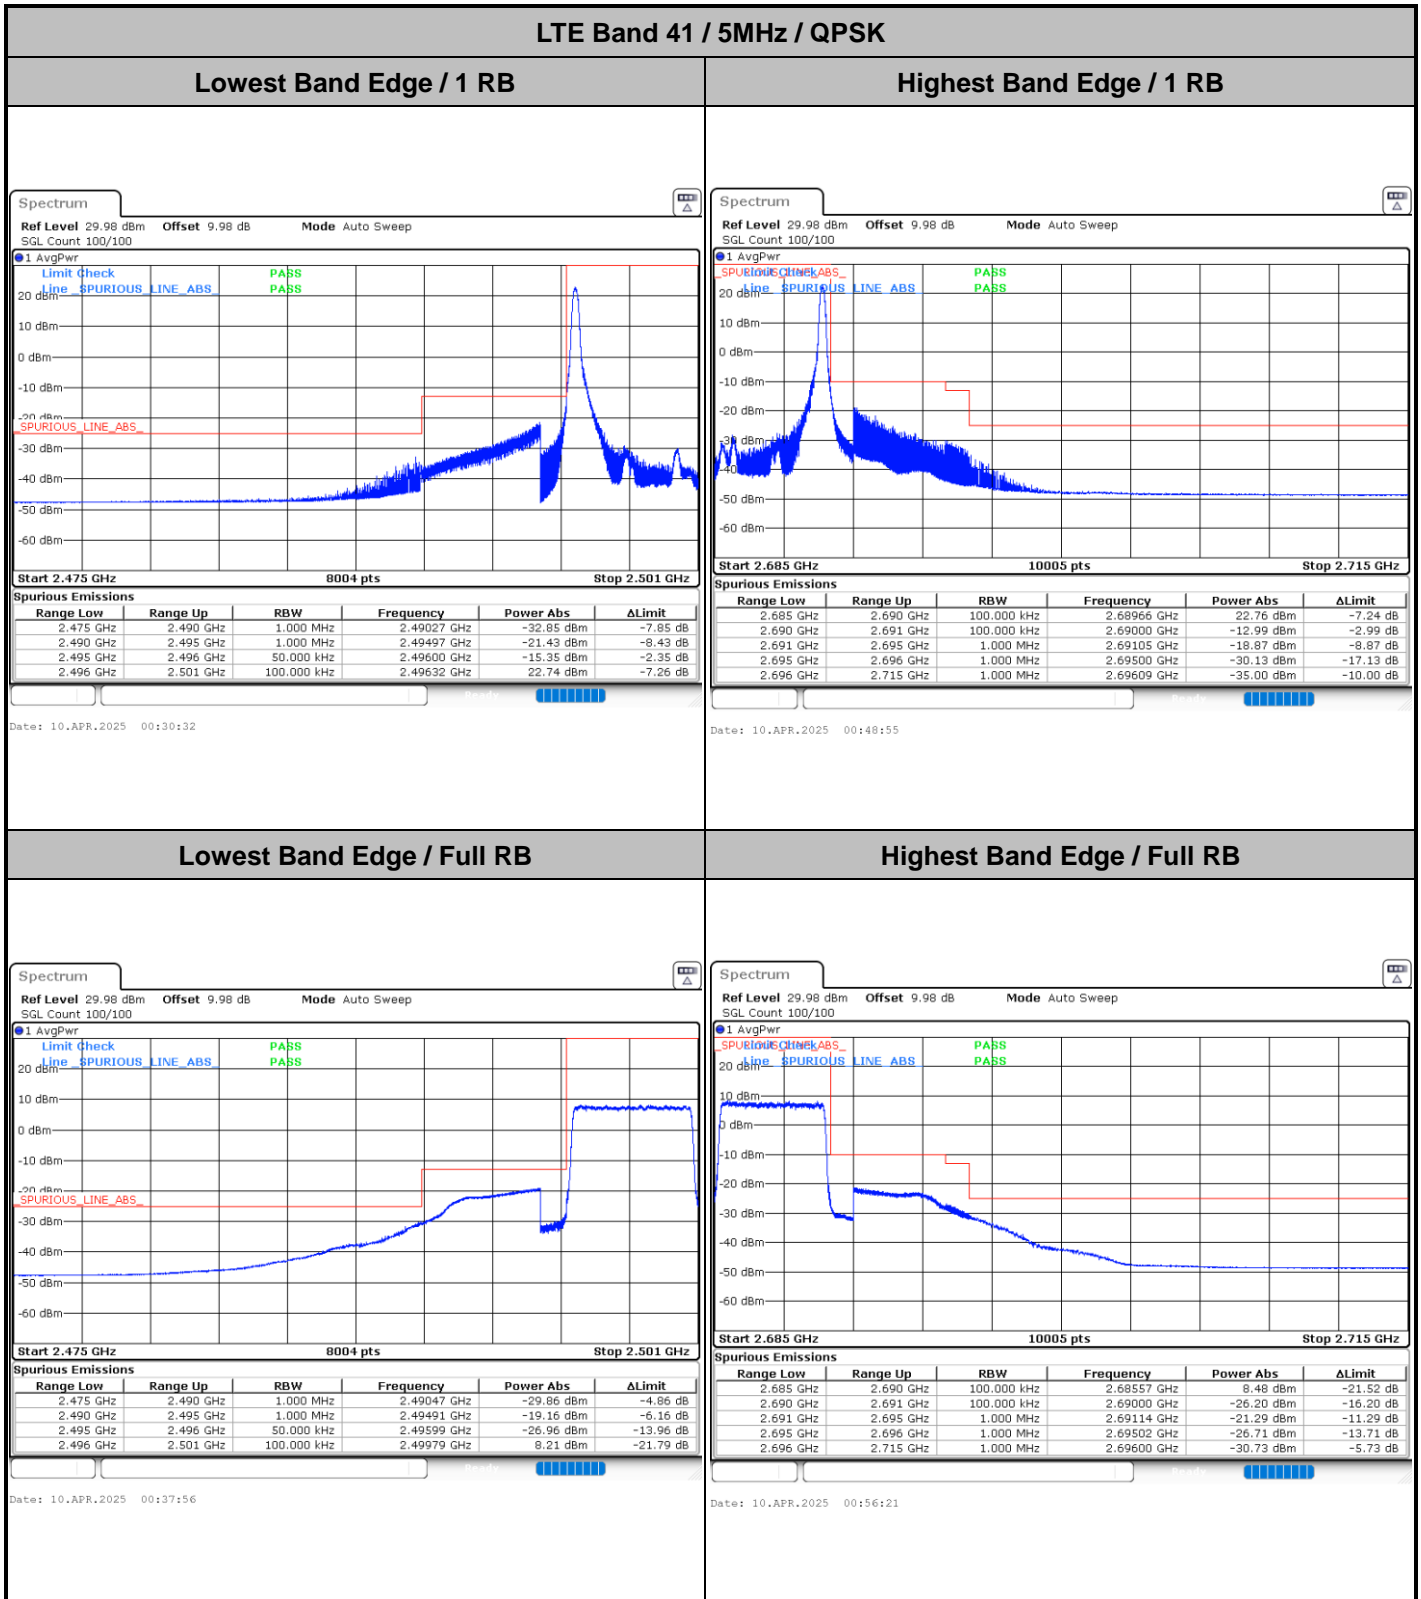 LTE Band 41 / 5MHz / QPSK
Lowest Band Edge / 1 RB
Highest Band Edge / 1 RB
Spectrum
Ref Level 29.98 dBm Offset 9.98 dB Mode Auto Sweep
SGL Count 100/100
1 AvgPwr
Limit Check PASS
Line _SPURIOUS_LINE_ABS_ PASS
20 dBm
10 dBm
0 dBm
-10 dBm
-20 dBm
_SPURIOUS_LINE_ABS_
-30 dBm
-40 dBm
-50 dBm
-60 dBm
Start 2.475 GHz 8004 pts Stop 2.501 GHz
Spurious Emissions
Range Low Range Up RBW Frequency Power Abs ΔLimit
2.475 GHz 2.490 GHz 1.000 MHz 2.49027 GHz -32.85 dBm -7.85 dB
2.490 GHz 2.495 GHz 1.000 MHz 2.49497 GHz -21.43 dBm -8.43 dB
2.495 GHz 2.496 GHz 50.000 kHz 2.49600 GHz -15.35 dBm -2.35 dB
2.496 GHz 2.501 GHz 100.000 kHz 2.49632 GHz 22.74 dBm -7.26 dB
Ready
Date: 10.APR.2025 00:30:32
Spectrum
Ref Level 29.98 dBm Offset 9.98 dB Mode Auto Sweep
SGL Count 100/100
1 AvgPwr
_SPURIOUS_LINE_ABS_
Limit Check PASS
Line _SPURIOUS_LINE_ABS_ PASS
20 dBm
10 dBm
0 dBm
-10 dBm
-20 dBm
-30 dBm
-40
-50 dBm
-60 dBm
Start 2.685 GHz 10005 pts Stop 2.715 GHz
Spurious Emissions
Range Low Range Up RBW Frequency Power Abs ΔLimit
2.685 GHz 2.690 GHz 100.000 kHz 2.68966 GHz 22.76 dBm -7.24 dB
2.690 GHz 2.691 GHz 100.000 kHz 2.69000 GHz -12.99 dBm -2.99 dB
2.691 GHz 2.695 GHz 1.000 MHz 2.69105 GHz -18.87 dBm -8.87 dB
2.695 GHz 2.696 GHz 1.000 MHz 2.69500 GHz -30.13 dBm -17.13 dB
2.696 GHz 2.715 GHz 1.000 MHz 2.69609 GHz -35.00 dBm -10.00 dB
Ready
Date: 10.APR.2025 00:48:55
Lowest Band Edge / Full RB
Highest Band Edge / Full RB
Spectrum
Ref Level 29.98 dBm Offset 9.98 dB Mode Auto Sweep
SGL Count 100/100
1 AvgPwr
Limit Check PASS
Line _SPURIOUS_LINE_ABS_ PASS
20 dBm
10 dBm
0 dBm
-10 dBm
-20 dBm
_SPURIOUS_LINE_ABS_
-30 dBm
-40 dBm
-50 dBm
-60 dBm
Start 2.475 GHz 8004 pts Stop 2.501 GHz
Spurious Emissions
Range Low Range Up RBW Frequency Power Abs ΔLimit
2.475 GHz 2.490 GHz 1.000 MHz 2.49047 GHz -29.86 dBm -4.86 dB
2.490 GHz 2.495 GHz 1.000 MHz 2.49491 GHz -19.16 dBm -6.16 dB
2.495 GHz 2.496 GHz 50.000 kHz 2.49599 GHz -26.96 dBm -13.96 dB
2.496 GHz 2.501 GHz 100.000 kHz 2.49979 GHz 8.21 dBm -21.79 dB
Ready
Date: 10.APR.2025 00:37:56
Spectrum
Ref Level 29.98 dBm Offset 9.98 dB Mode Auto Sweep
SGL Count 100/100
1 AvgPwr
_SPURIOUS_LINE_ABS_
Limit Check PASS
Line _SPURIOUS_LINE_ABS_ PASS
20 dBm
10 dBm
0 dBm
-10 dBm
-20 dBm
-30 dBm
-40 dBm
-50 dBm
-60 dBm
Start 2.685 GHz 10005 pts Stop 2.715 GHz
Spurious Emissions
Range Low Range Up RBW Frequency Power Abs ΔLimit
2.685 GHz 2.690 GHz 100.000 kHz 2.68557 GHz 8.48 dBm -21.52 dB
2.690 GHz 2.691 GHz 100.000 kHz 2.69000 GHz -26.20 dBm -16.20 dB
2.691 GHz 2.695 GHz 1.000 MHz 2.69114 GHz -21.29 dBm -11.29 dB
2.695 GHz 2.696 GHz 1.000 MHz 2.69502 GHz -26.71 dBm -13.71 dB
2.696 GHz 2.715 GHz 1.000 MHz 2.69600 GHz -30.73 dBm -5.73 dB
Ready
Date: 10.APR.2025 00:56:21